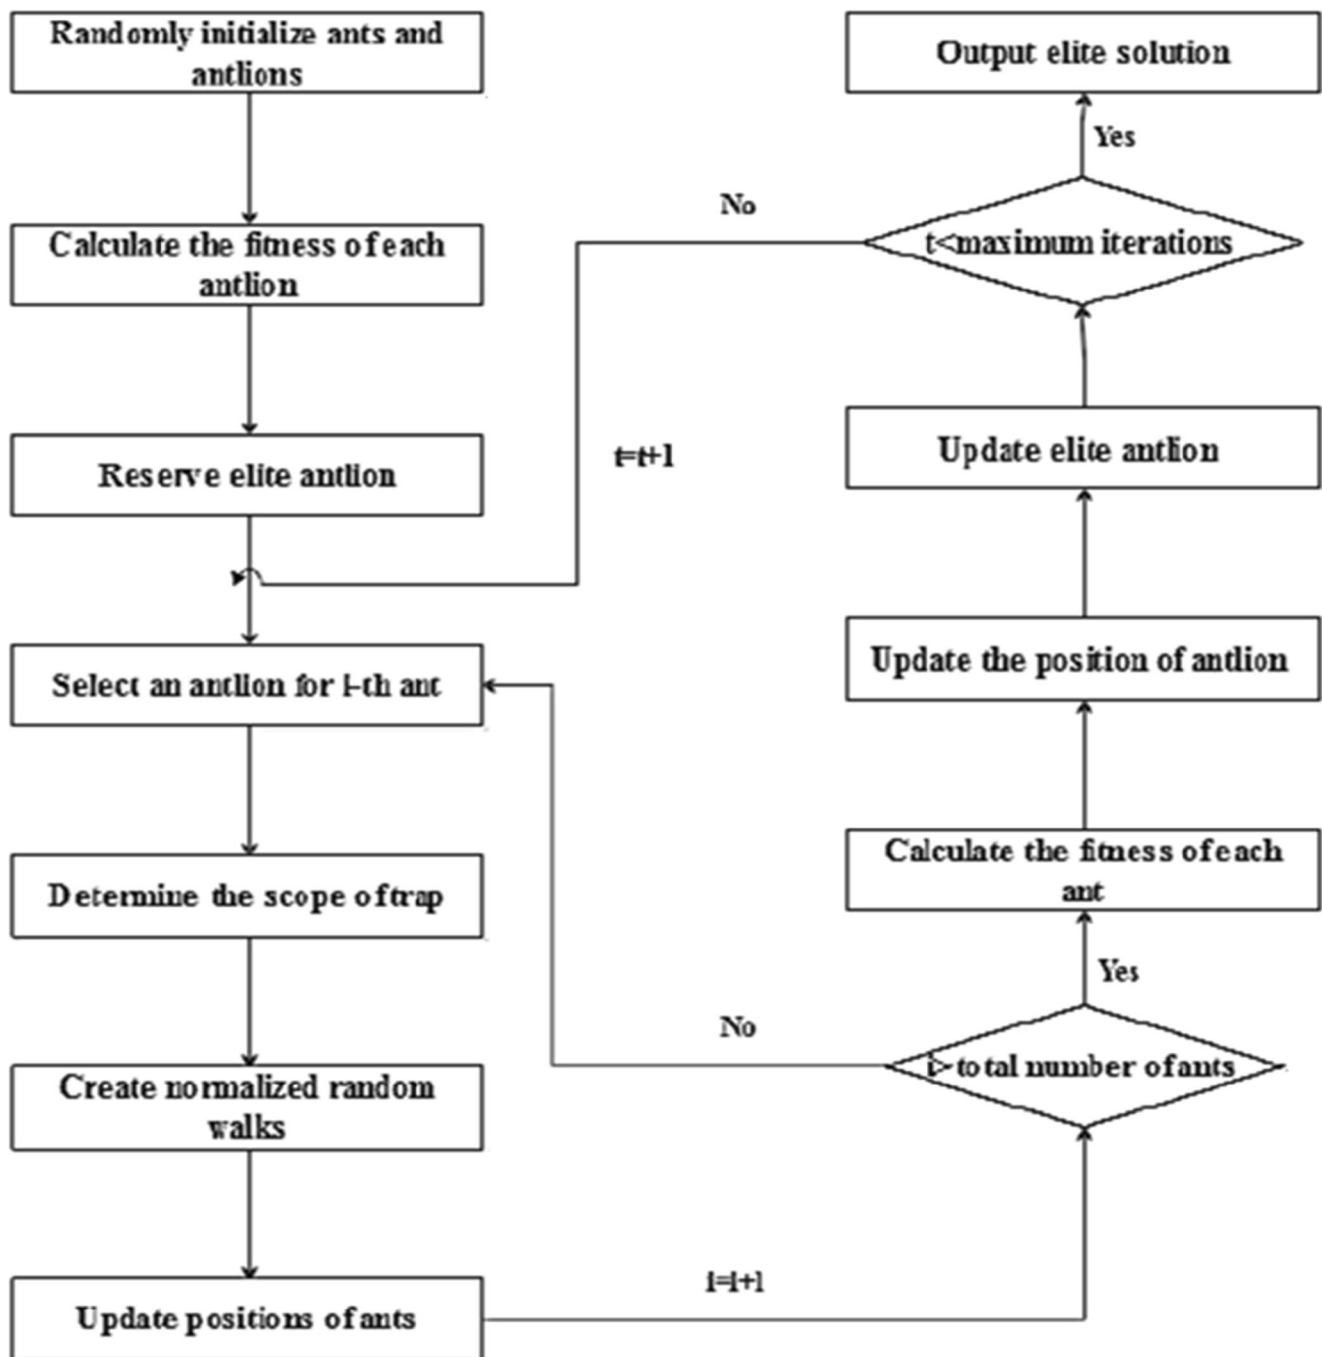 Randomly initialize ants and
antlions
Calculate the fitness of each
antlion
Reserve elite antlion
Select an antlion for i-th ant
Determine the scope of trap
Create normalized random
walks
Update positions of ants
i=i+1
i>total number of ants
No
Yes
Calculate the fitness of each
ant
Update the position of antlion
Update elite antlion
t<maximum iterations
No
t=t+1
Yes
Output elite solution